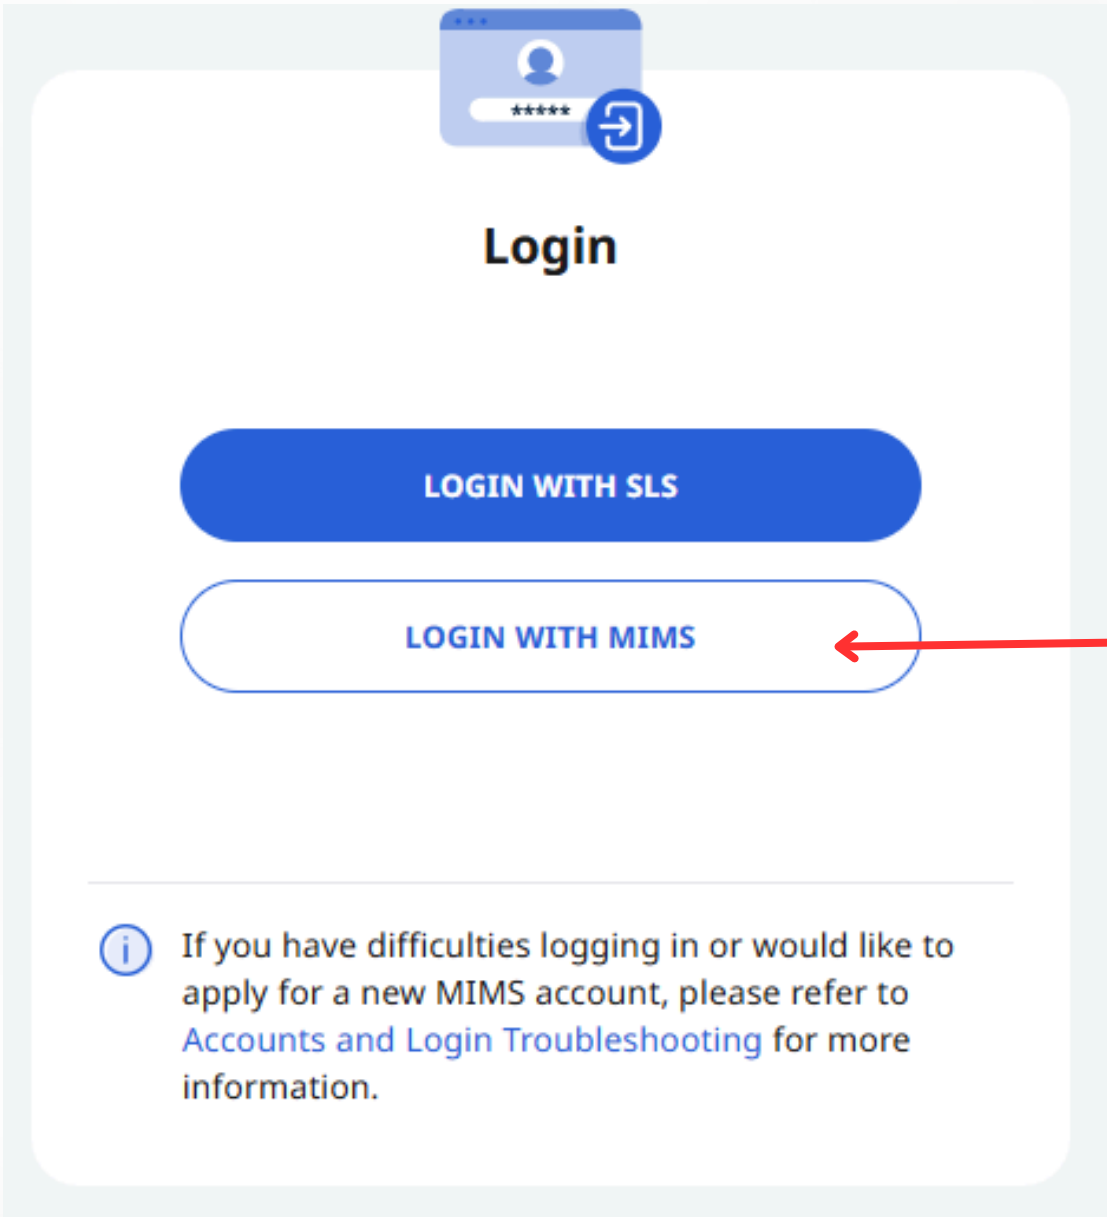 *****
Login
LOGIN WITH SLS
LOGIN WITH MIMS
If you have difficulties logging in or would like to
apply for a new MIMS account, please refer to
Accounts and Login Troubleshooting for more
information.